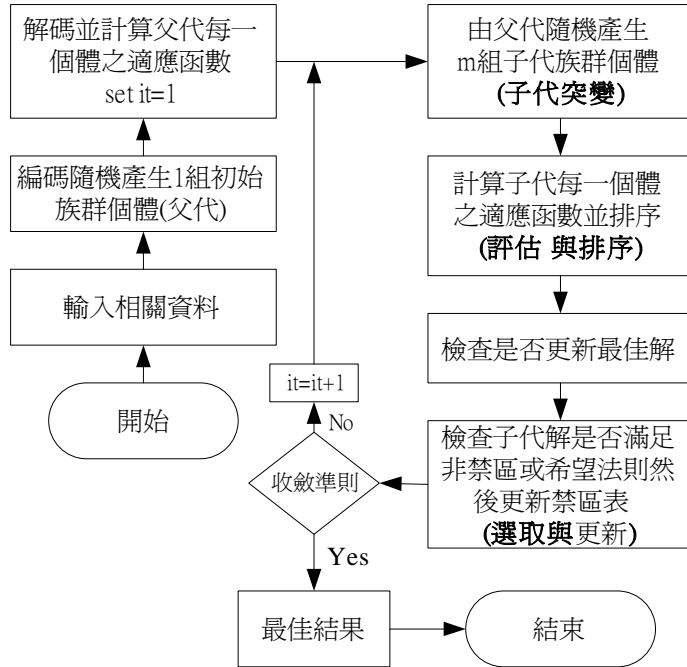 開始
輸入相關資料
編碼隨機產生1組初始
族群個體(父代)
解碼並計算父代每一
個體之適應函數
set it=1
由父代隨機產生
m組子代族群個體
(子代突變)
計算子代每一個體
之適應函數並排序
(評估 與排序)
檢查是否更新最佳解
檢查子代解是否滿足
非禁區或希望法則然
後更新禁區表
(選取與更新)
收斂準則
No
it=it+1
Yes
最佳結果
結束